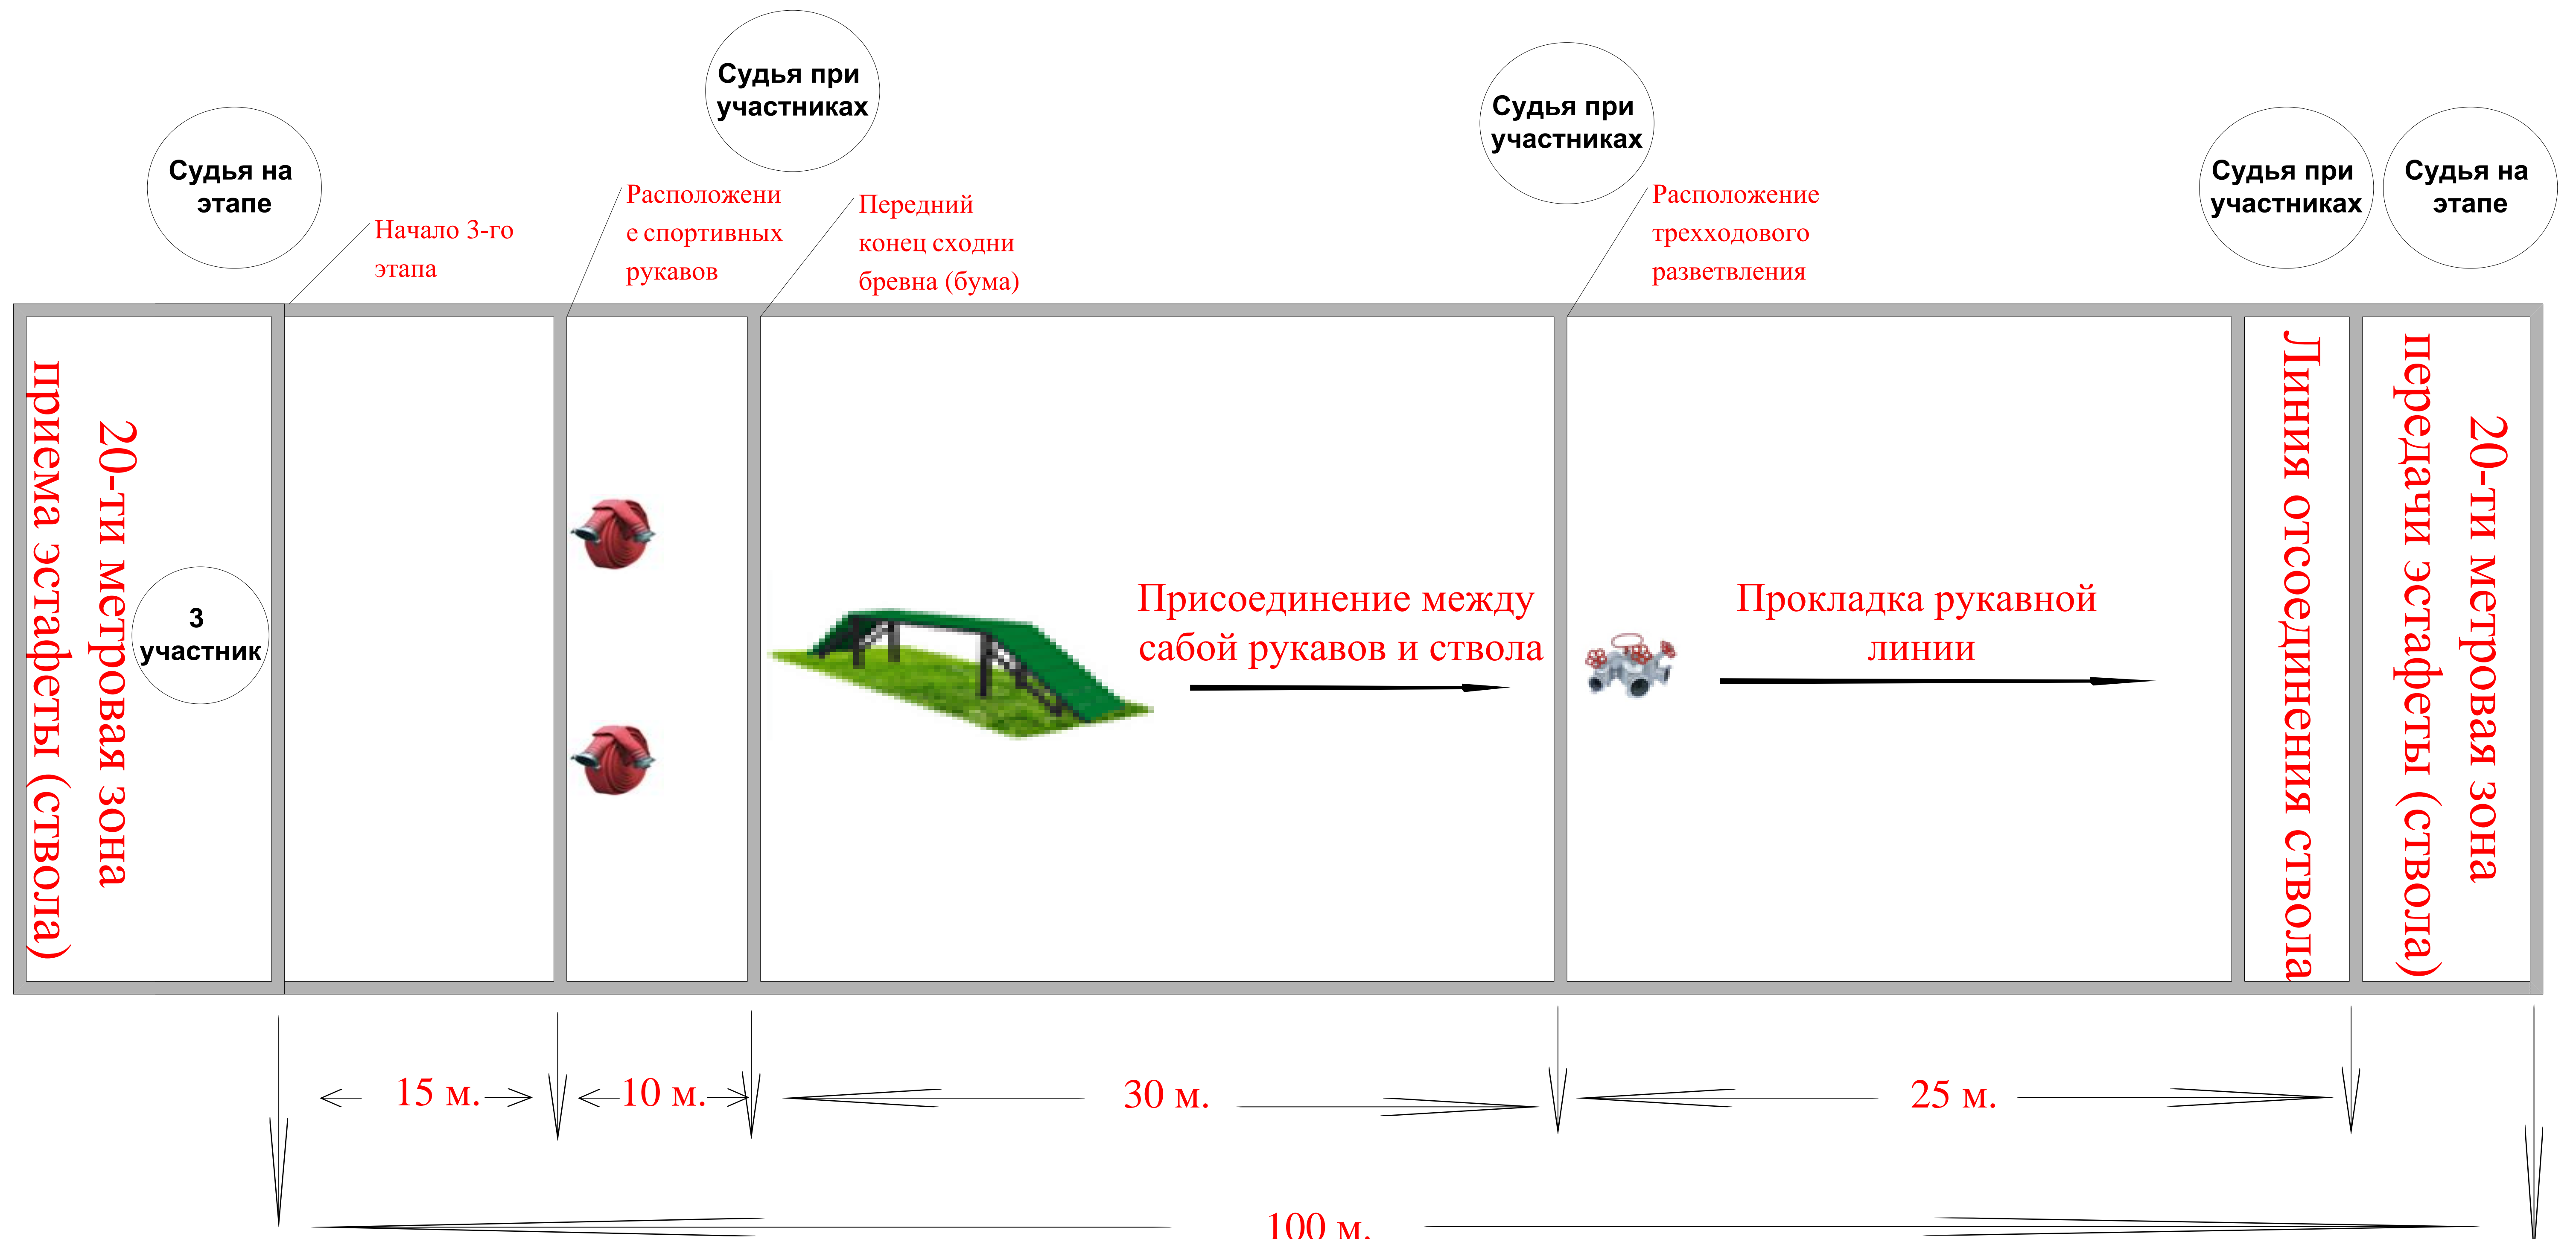 Судья на
этапе
Начало 3-го
этапа
Расположени
е спортивных
рукавов
Судья при
участниках
Передний
конец сходни
бревна (бума)
Судья при
участниках
Расположение
трехходового
разветвления
Судья при
участниках
Судья на
этапе
20-ти метровая зона
приема эстафеты (ствола)
3
участник
Присоединение между
сабой рукавов и ствола
Прокладка рукавной
линии
Линия отсоединения ствола
20-ти метровая зона
передачи эстафеты (ствола)
15 м.
10 м.
30 м.
25 м.
100 м.